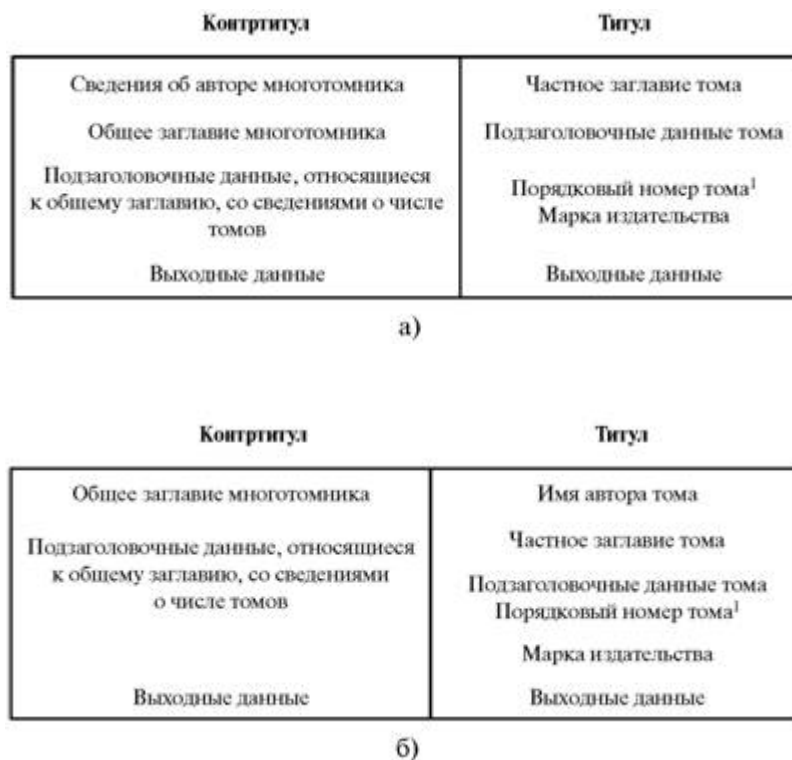 Контртитул
Титул
Сведения об авторе многотомника
Общее заглавие многотомника
Подзаголовочные данные, относящиеся
к общему заглавию, со сведениями о числе
томов
Выходные данные
Частное заглавие тома
Подзаголовочные данные тома
Порядковый номер тома¹
Марка издательства
Выходные данные
а)
Контртитул
Титул
Общее заглавие многотомника
Подзаголовочные данные, относящиеся
к общему заглавию, со сведениями
о числе томов
Выходные данные
Имя автора тома
Частное заглавие тома
Подзаголовочные данные тома
Порядковый номер тома¹
Марка издательства
Выходные данные
б)